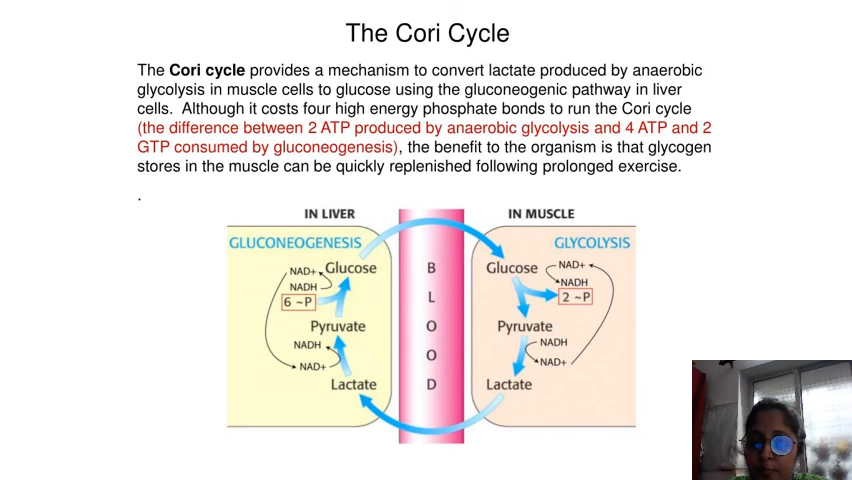 The Cori Cycle
The Cori cycle provides a mechanism to convert lactate produced by anaerobic
glycolysis in muscle cells to glucose using the gluconeogenic pathway in liver
cells. Although it costs four high energy phosphate bonds to run the Cori cycle
(the difference between 2 ATP produced by anaerobic glycolysis and 4 ATP and 2
GTP consumed by gluconeogenesis), the benefit to the organism is that glycogen
stores in the muscle can be quickly replenished following prolonged exercise.
.
IN LIVER
GLUCONEOGENESIS
NAD+
Glucose
NADH
6 ~P
Pyruvate
NADH
NAD+
Lactate
B
L
O
O
D
IN MUSCLE
GLYCOLYSIS
Glucose
NAD+
NADH
2 ~P
Pyruvate
NADH
NAD+
Lactate